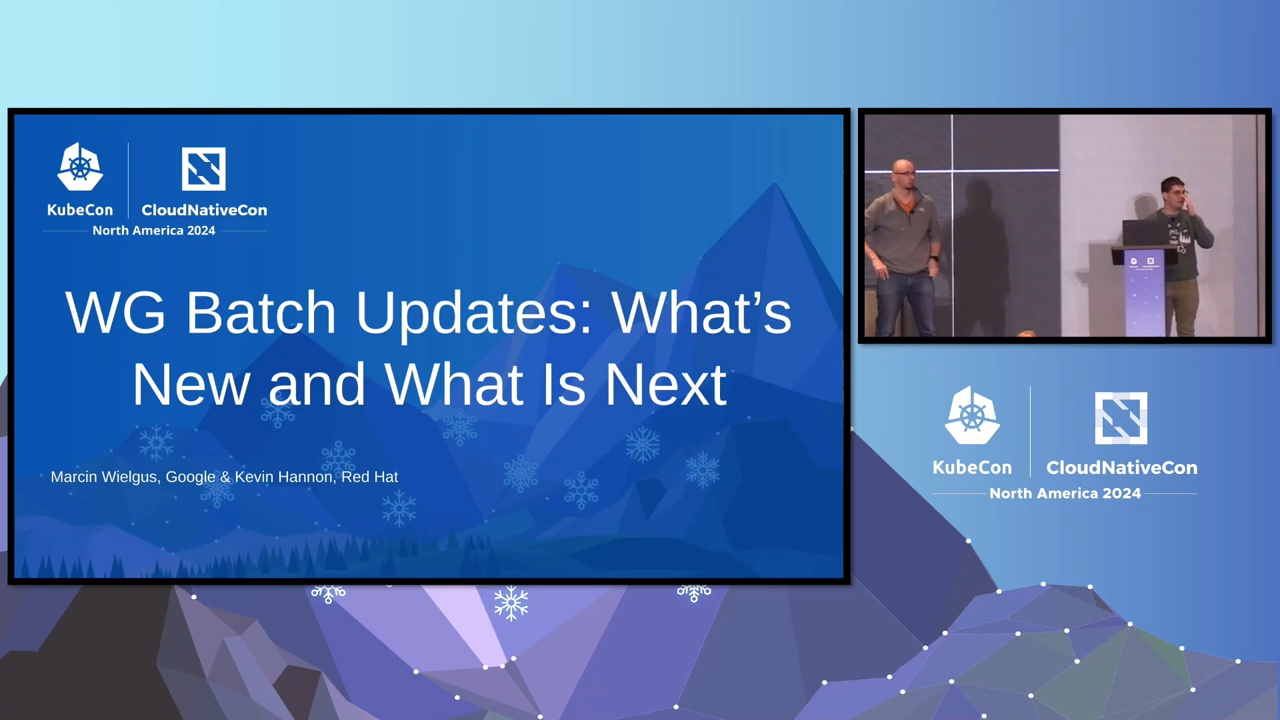 KubeCon
CloudNativeCon
North America 2024
WG Batch Updates: What’s
New and What Is Next
Marcin Wielgus, Google & Kevin Hannon, Red Hat
KubeCon
CloudNativeCon
North America 2024